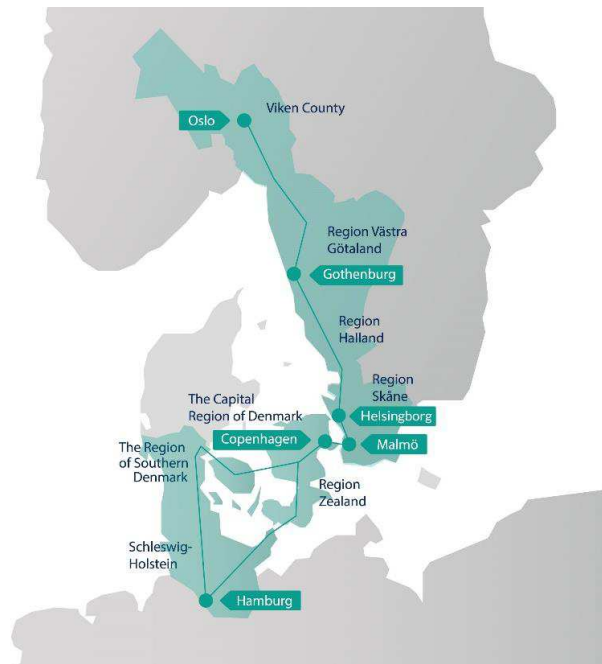 Viken County
Oslo
Region Västra
Götaland
Gothenburg
Region
Halland
Region
Skåne
The Capital
Region of Denmark
Helsingborg
Copenhagen
Malmö
The Region
of Southern
Denmark
Region
Zealand
Schleswig-
Holstein
Hamburg